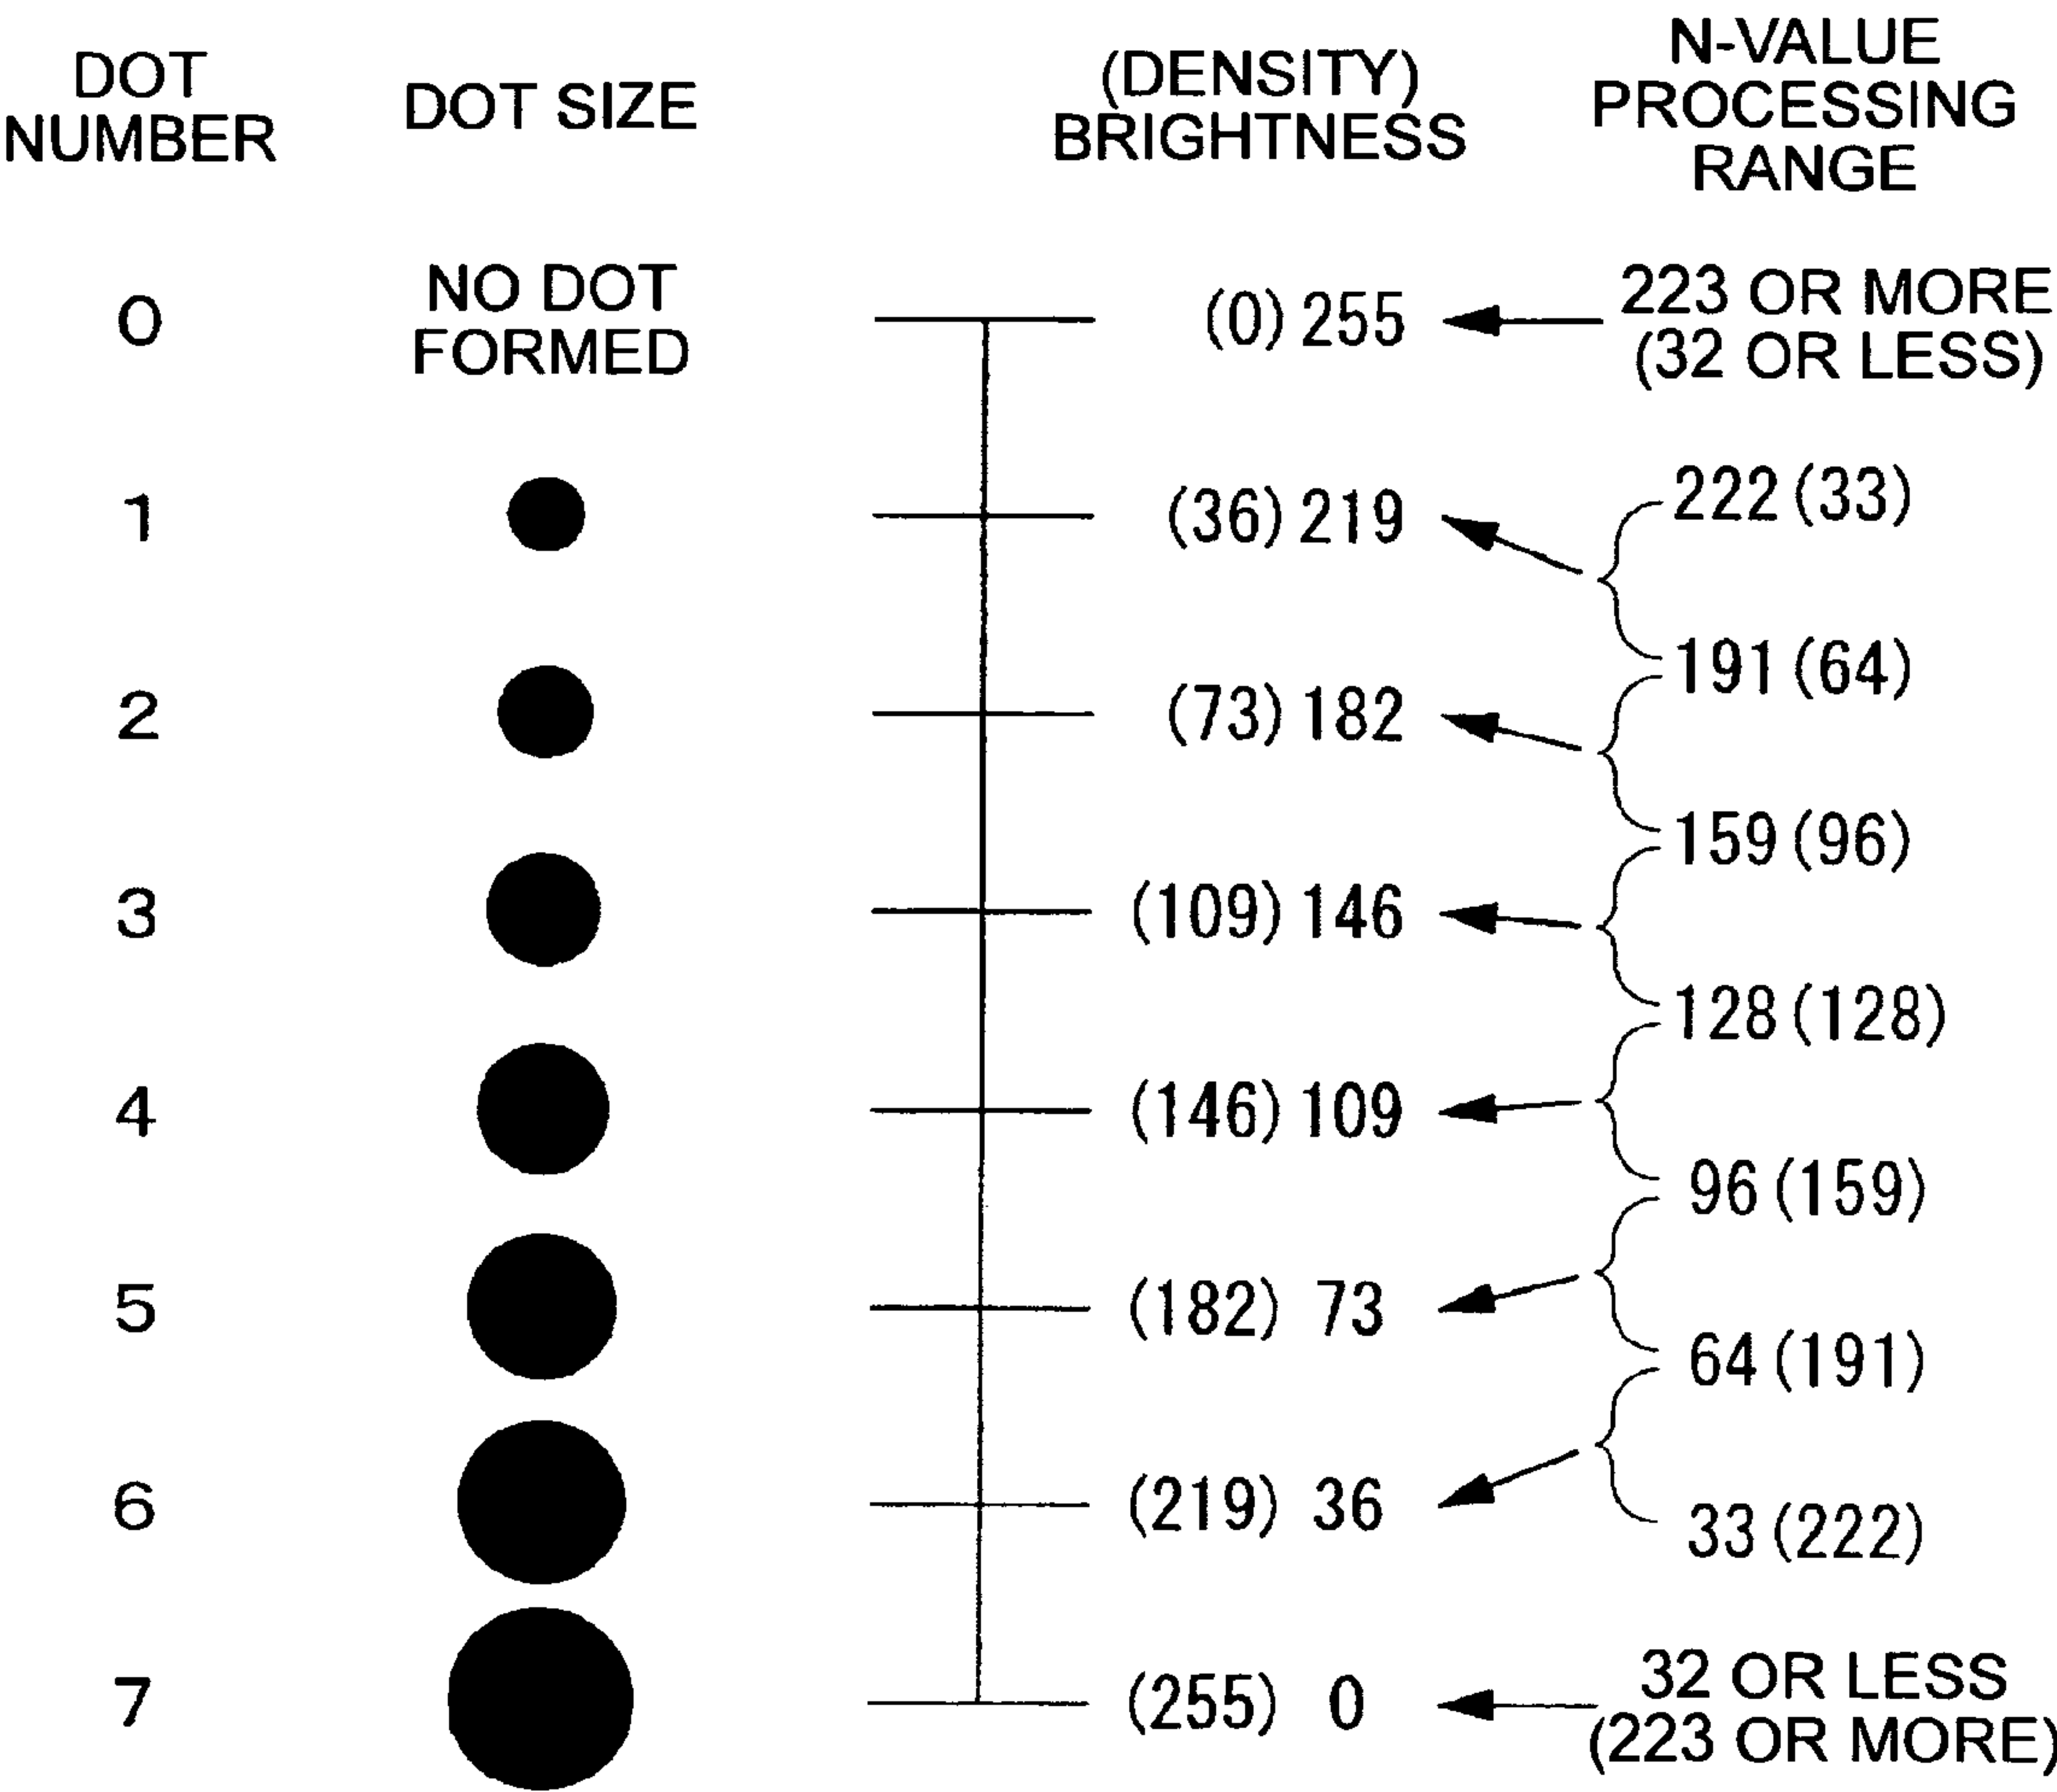 DOT
NUMBER
DOT SIZE
(DENSITY)
BRIGHTNESS
N-VALUE
PROCESSING
RANGE
0
NO DOT
FORMED
(0) 255
223 OR MORE
(32 OR LESS)
1
(36) 219
222 (33)
191 (64)
2
(73) 182
159 (96)
3
(109) 146
128 (128)
4
(146) 109
96 (159)
5
(182) 73
64 (191)
6
(219) 36
33 (222)
7
(255) 0
32 OR LESS
(223 OR MORE)